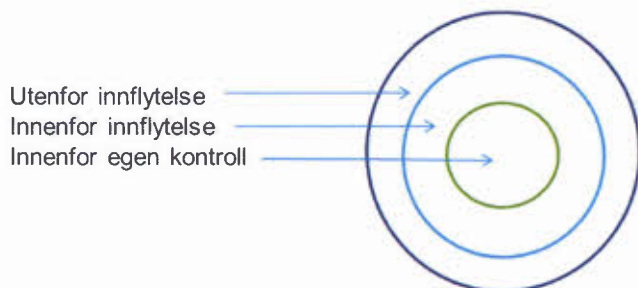 Utenfor innflytelse
Innenfor innflytelse
Innenfor egen kontroll